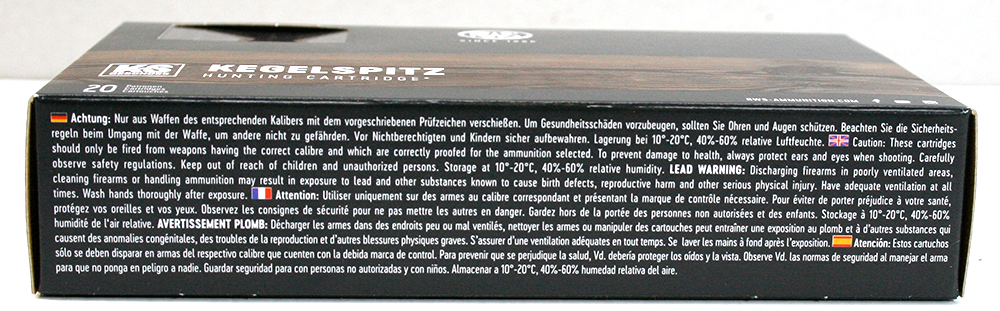 SINCE 1886
KS
KEGELSPITZ
HUNTING CARTRIDGE
20
RWS-AMMUNITION.COM
Achtung: Nur aus Waffen des entsprechenden Kalibers mit dem vorgeschriebenen Prüfzeichen verschießen. Um Gesundheitsschäden vorzubeugen, sollten Sie Ohren und Augen schützen. Beachten Sie die Sicherheits-
regeln beim Umgang mit der Waffe, um andere nicht zu gefährden. Vor Nichtberechtigten und Kindern sicher aufbewahren. Lagerung bei 10°-20°C, 40%-60% relative Luftfeuchte. Caution: These cartridges
should only be fired from weapons having the correct calibre and which are correctly proofed for the ammunition selected. To prevent damage to health, always protect ears and eyes when shooting. Carefully
observe safety regulations. Keep out of reach of children and unauthorized persons. Storage at 10°-20°C, 40%-60% relative humidity. LEAD WARNING: Discharging firearms in poorly ventilated areas,
cleaning firearms or handling ammunition may result in exposure to lead and other substances known to cause birth defects, reproductive harm and other serious physical injury. Have adequate ventilation at all
times. Wash hands thoroughly after exposure. Attention: Utiliser uniquement sur des armes au calibre correspondant et présentant la marque de contrôle nécessaire. Pour éviter de porter préjudice à votre santé,
protégez vos oreilles et vos yeux. Observez les consignes de sécurité pour ne pas mettre les autres en danger. Gardez hors de la portée des personnes non autorisées et des enfants. Stockage à 10°-20°C, 40%-60%
humidité de l'air relative. AVERTISSEMENT PLOMB: Décharger les armes dans des endroits peu ou mal ventilés, nettoyer les armes ou manipuler des cartouches peut entraîner une exposition au plomb et à d'autres substances qui
causent des anomalies congénitales, des troubles de la reproduction et d'autres blessures physiques graves. S'assurer d'une ventilation adéquates en tout temps. Se laver les mains à fond après l'exposition. Atención: Estos cartuchos
sólo se deben disparar en armas del respectivo calibre que cuenten con la debida marca de control. Para prevenir que se perjudique la salud, Vd. debería proteger los oídos y la vista. Observe Vd. las normas de seguridad al manejar el arma
para que no ponga en peligro a nadie. Guardar seguridad para con personas no autorizadas y con niños. Almacenar a 10°-20°C, 40%-60% humedad relativa del aire.